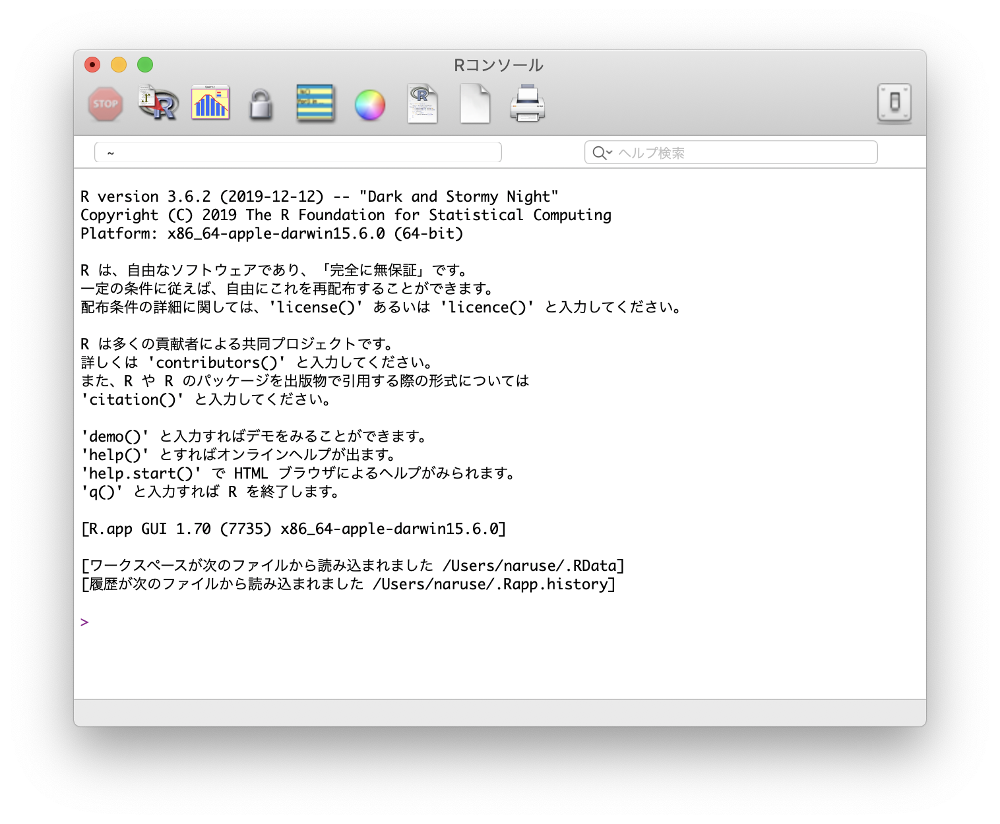 Rコンソール
STOP
~
ヘルプ検索
R version 3.6.2 (2019-12-12) -- "Dark and Stormy Night"
Copyright (C) 2019 The R Foundation for Statistical Computing
Platform: x86_64-apple-darwin15.6.0 (64-bit)
R は、自由なソフトウェアであり、「完全に無保証」です。
一定の条件に従えば、自由にこれを再配布することができます。
配布条件の詳細に関しては、'license()' あるいは 'licence()' と入力してください。
R は多くの貢献者による共同プロジェクトです。
詳しくは 'contributors()' と入力してください。
また、R や R のパッケージを出版物で引用する際の形式については
'citation()' と入力してください。
'demo()' と入力すればデモをみることができます。
'help()' とすればオンラインヘルプが出ます。
'help.start()' で HTML ブラウザによるヘルプがみられます。
'q()' と入力すれば R を終了します。
[R.app GUI 1.70 (7735) x86_64-apple-darwin15.6.0]
[ワークスペースが次のファイルから読み込まれました /Users/naruse/.RData]
[履歴が次のファイルから読み込まれました /Users/naruse/.Rapp.history]
>